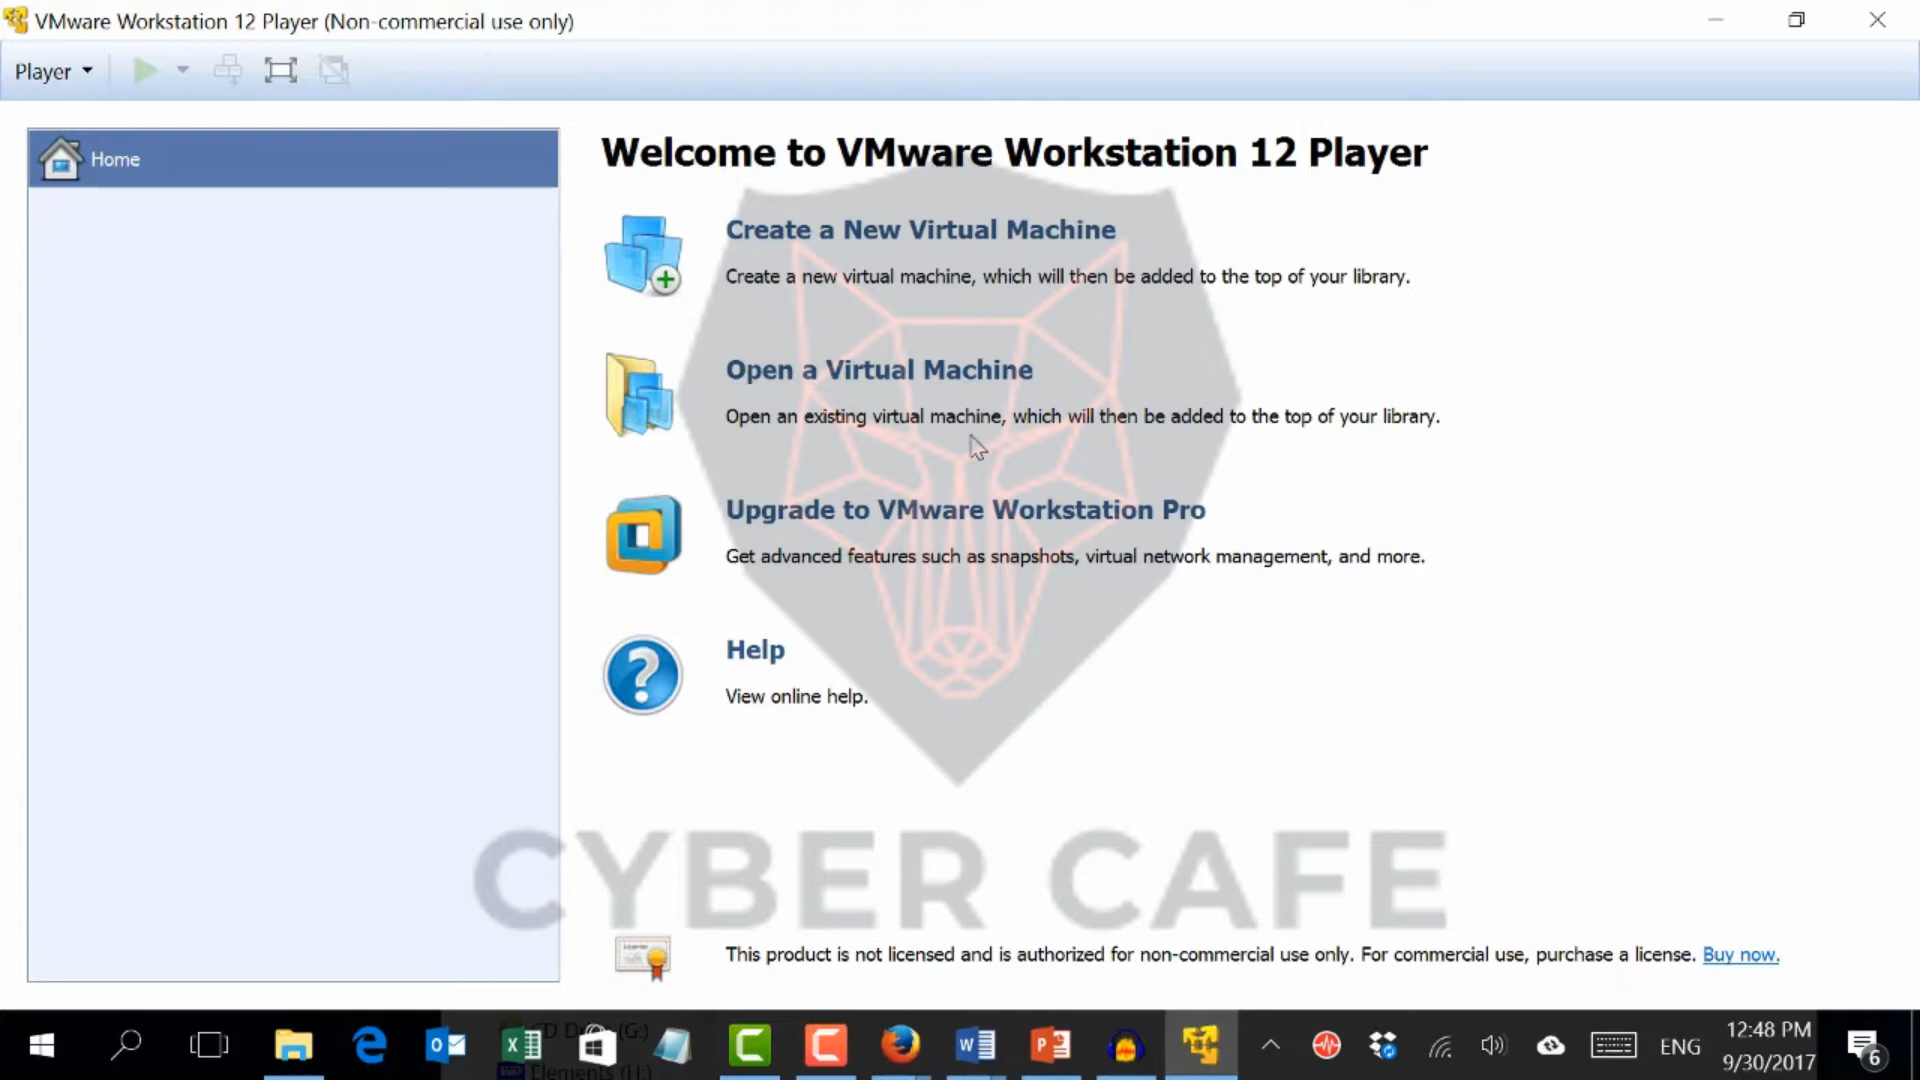 VMware Workstation 12 Player (Non-commercial use only)
Player
Home
Welcome to VMware Workstation 12 Player
Create a New Virtual Machine
Create a new virtual machine, which will then be added to the top of your library.
Open a Virtual Machine
Open an existing virtual machine, which will then be added to the top of your library.
Upgrade to VMware Workstation Pro
Get advanced features such as snapshots, virtual network management, and more.
Help
View online help.
CYBER CAFE
This product is not licensed and is authorized for non-commercial use only. For commercial use, purchase a license. Buy now.
Elements (H:)
ENG
12:48 PM
9/30/2017
6